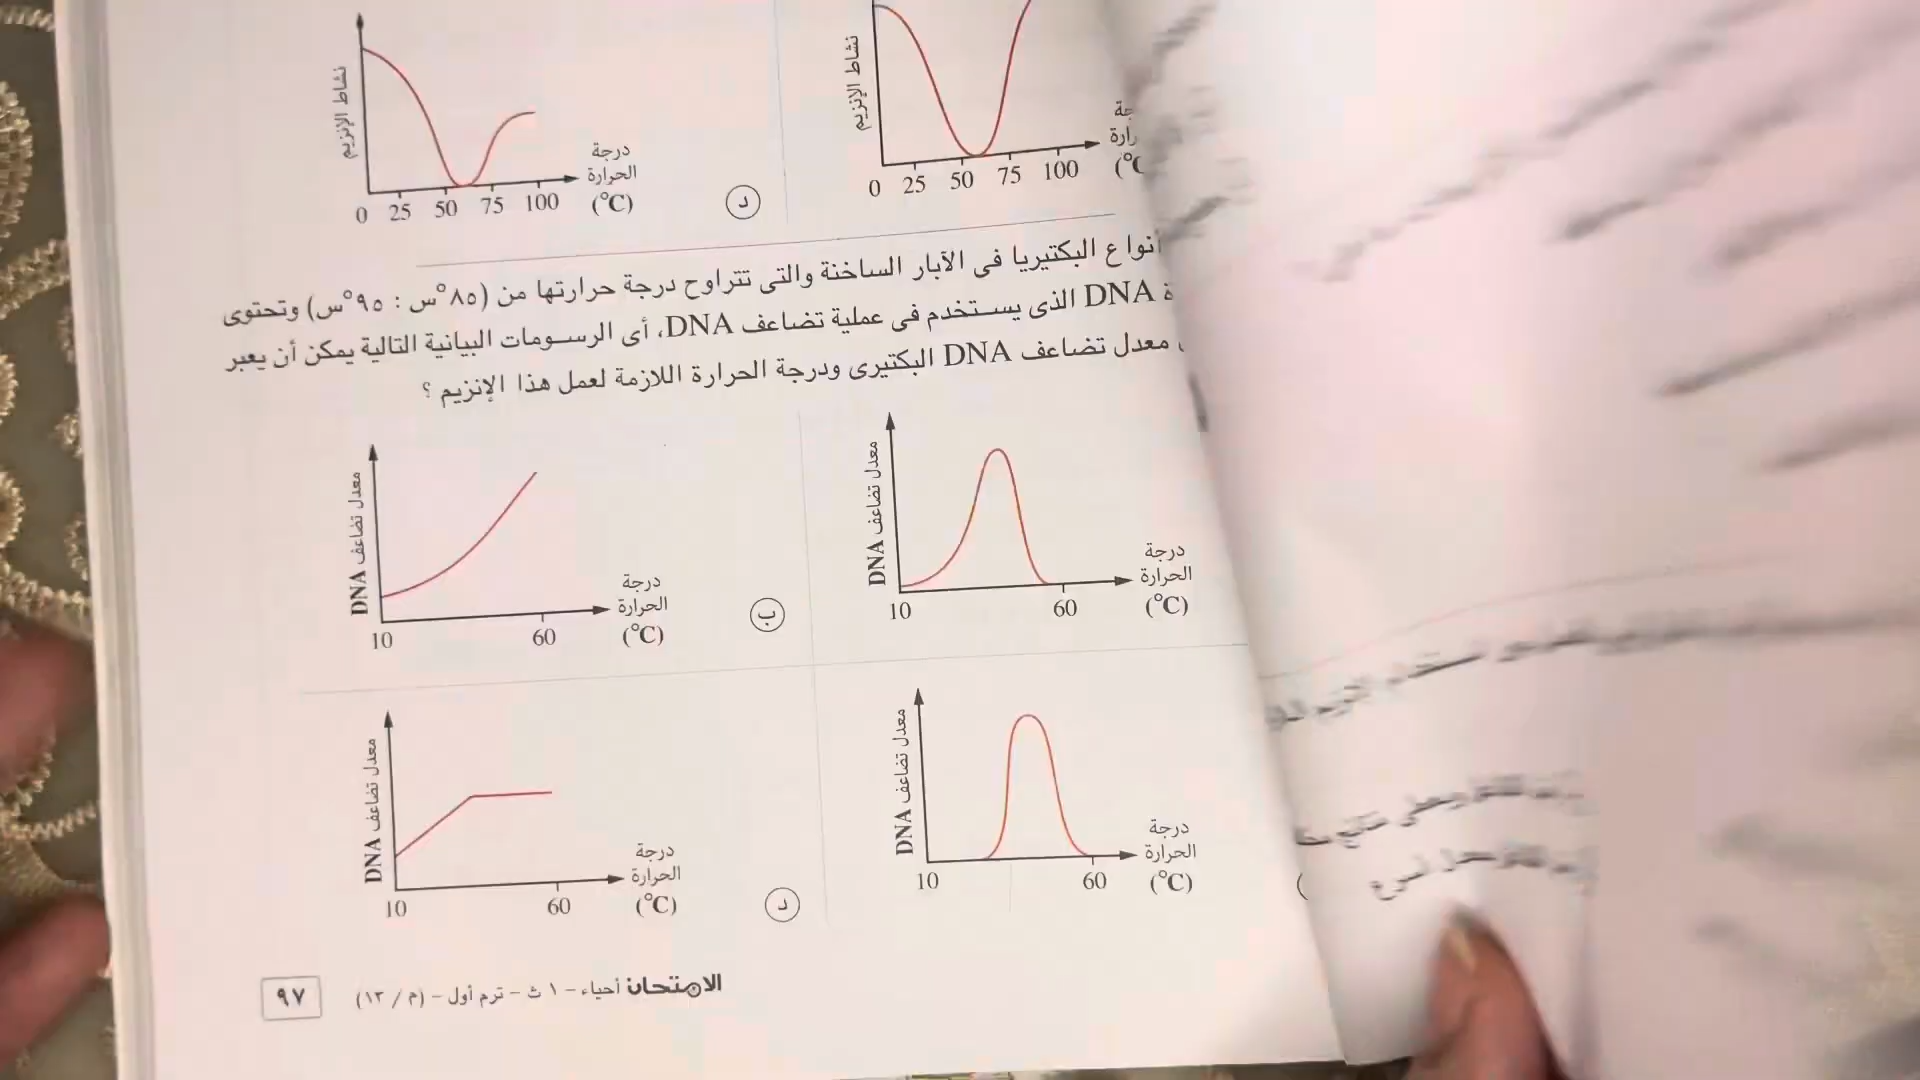 نشاط الإنزيم
0 25 50 75 100
درجة
الحرارة
(°C)
نشاط الإنزيم
0 25 50 75 100
(°C
د
أنواع البكتيريا فى الآبار الساخنة والتى تتراوح درجة حرارتها من (٨٥°س : ٩٥°س) وتحتوى
ة DNA الذى يستخدم فى عملية تضاعف DNA، أى الرسومات البيانية التالية يمكن أن يعبر
معدل تضاعف DNA البكتيرى ودرجة الحرارة اللازمة لعمل هذا الإنزيم ؟
معدل تضاعف DNA
10 60
درجة
الحرارة
(°C)
ب
معدل تضاعف DNA
10 60
درجة
الحرارة
(°C)
معدل تضاعف DNA
10 60
درجة
الحرارة
(°C)
د
معدل تضاعف DNA
10 60
درجة
الحرارة
(°C)
الامتحان أحياء - ١ ث - ترم أول - (م / ١٣)
٩٧